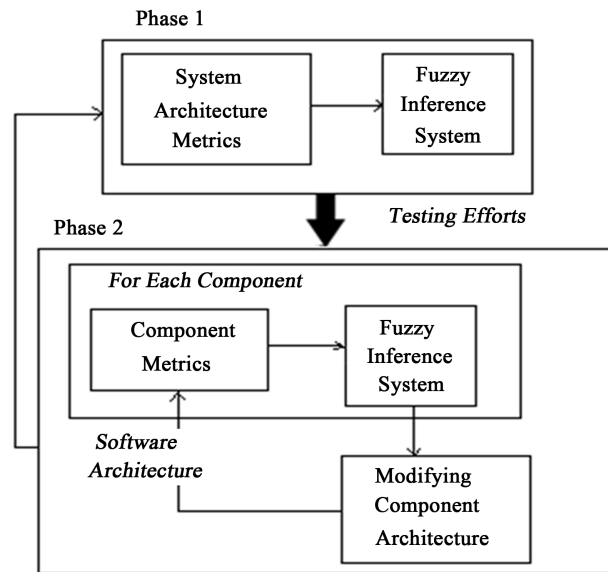 Phase 1
System
Architecture
Metrics
Fuzzy
Inference
System
Testing Efforts
Phase 2
For Each Component
Component
Metrics
Fuzzy
Inference
System
Software
Architecture
Modifying
Component
Architecture